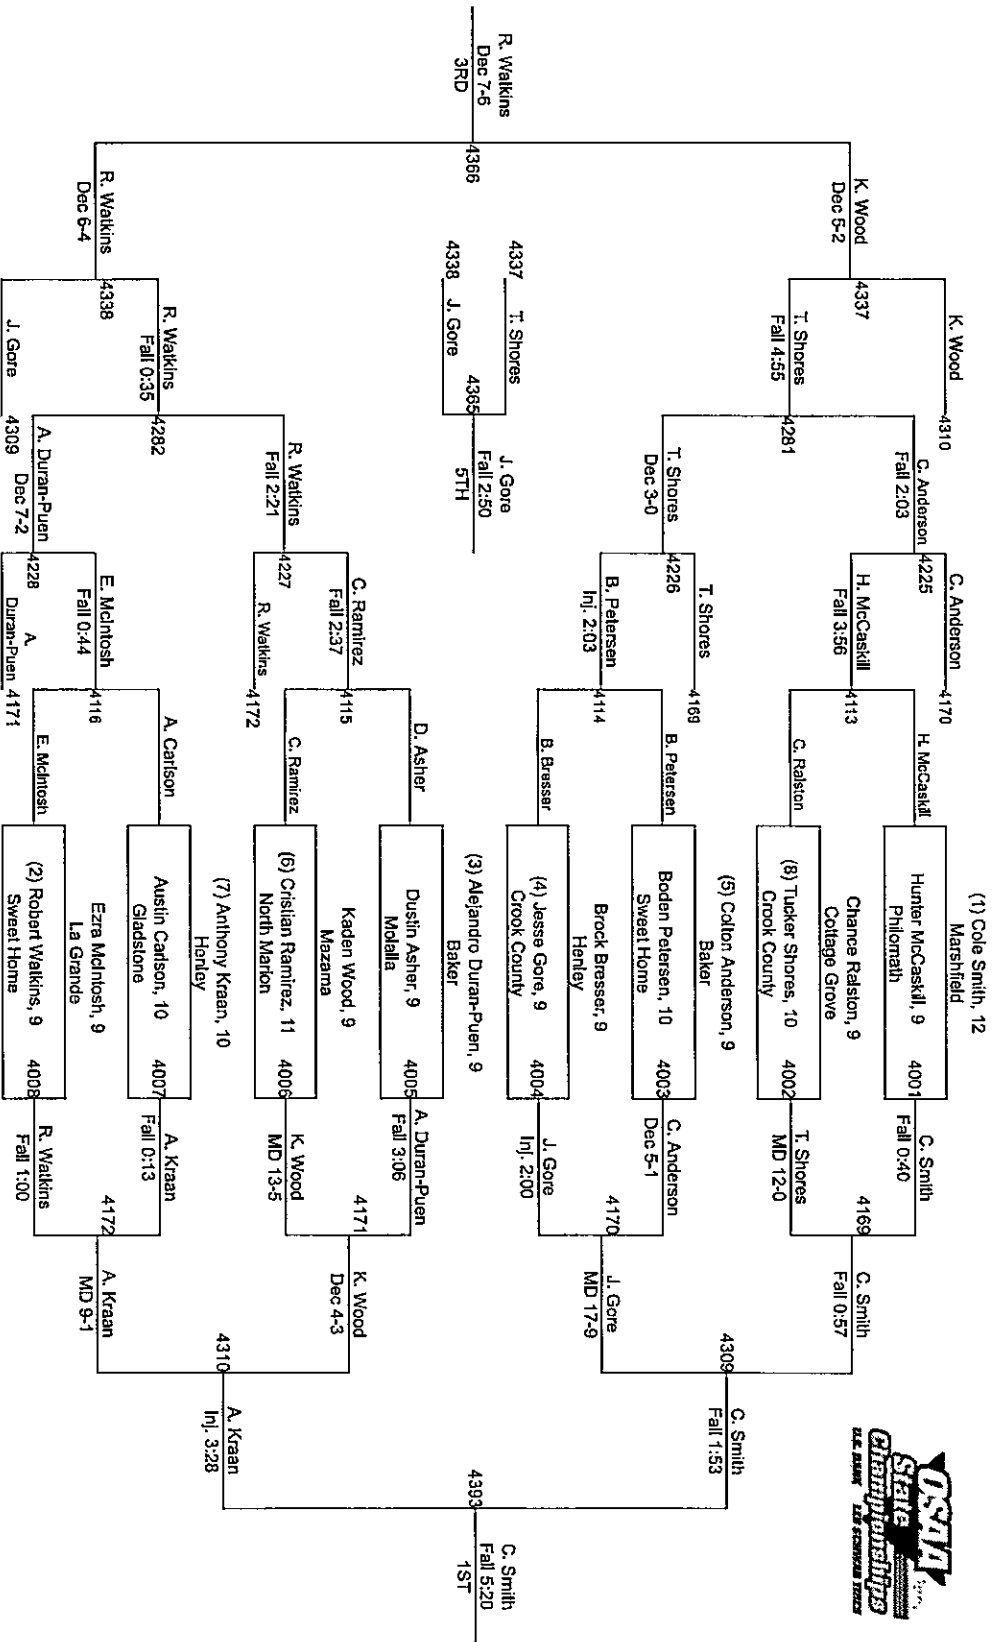 OSAA
State
Championships
U.S. BANK LES SCHWAB TIRES
(1) Cole Smith, 12
Marshfield
4001
Hunter McCaskill, 9
Philomath
Chance Ralston, 9
Cottage Grove
4002
(8) Tucker Shores, 10
Crook County
(5) Colton Anderson, 9
Baker
4003
Boden Petersen, 10
Sweet Home
Brock Bresser, 9
Henley
4004
(4) Jesse Gore, 9
Crook County
(3) Alejandro Duran-Puen, 9
Baker
4005
Dustin Asher, 9
Molalla
Kaden Wood, 9
Mazama
4006
(6) Cristian Ramirez, 11
North Marion
(7) Anthony Kraan, 10
Henley
4007
Austin Carlson, 10
Gladstone
Ezra McIntosh, 9
La Grande
4008
(2) Robert Watkins, 9
Sweet Home
C. Smith
Fall 0:40
4169
T. Shores
MD 12-0
C. Anderson
Dec 5-1
4170
J. Gore
Inj. 2:00
A. Duran-Puen
Fall 3:06
4171
K. Wood
MD 13-5
A. Kraan
Fall 0:13
4172
R. Watkins
Fall 1:00
C. Smith
Fall 0:57
4309
J. Gore
MD 17-9
K. Wood
Dec 4-3
4310
A. Kraan
MD 9-1
C. Smith
Fall 1:53
4393
A. Kraan
Inj. 3:28
C. Smith
Fall 5:20
1ST
H. McCaskill
4113
C. Ralston
B. Petersen
4114
B. Bresser
D. Asher
4115
C. Ramirez
A. Carlson
4116
E. McIntosh
C. Anderson
4170
4225
H. McCaskill
Fall 3:56
T. Shores
4169
4226
B. Petersen
Inj. 2:03
C. Ramirez
Fall 2:37
4227
R. Watkins
4172
E. McIntosh
Fall 0:44
4228
A.
Duran-Puen
4171
C. Anderson
Fall 2:03
4281
T. Shores
Dec 3-0
R. Watkins
Fall 2:21
4282
A. Duran-Puen
Dec 7-2
K. Wood
4310
4337
T. Shores
Fall 4:55
R. Watkins
Fall 0:35
4338
J. Gore
4309
4337
T. Shores
4365
4338
J. Gore
J. Gore
Fall 2:50
5TH
K. Wood
Dec 5-2
4366
R. Watkins
Dec 6-4
R. Watkins
Dec 7-6
3RD